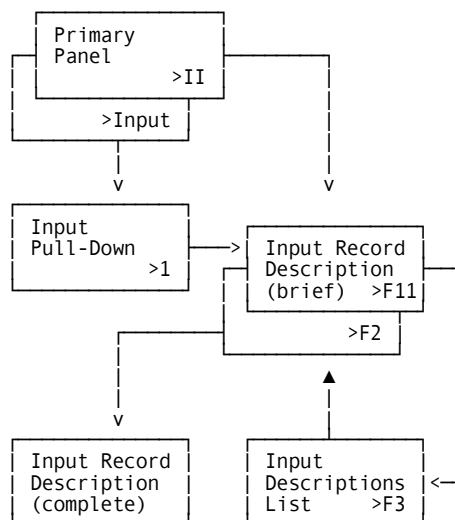 Primary
Panel
>II
>Input
Input
Pull-Down
>1
Input Record
Description
(brief) >F11
>F2
Input Record
Description
(complete)
Input
Descriptions
List >F3